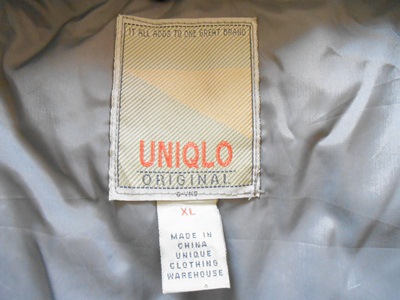 IT ALL ADDS TO ONE GREAT BRAND
UNIQLO
ORIGINAL
XL
MADE IN
CHINA
UNIQUE
CLOTHING
WAREHOUSE